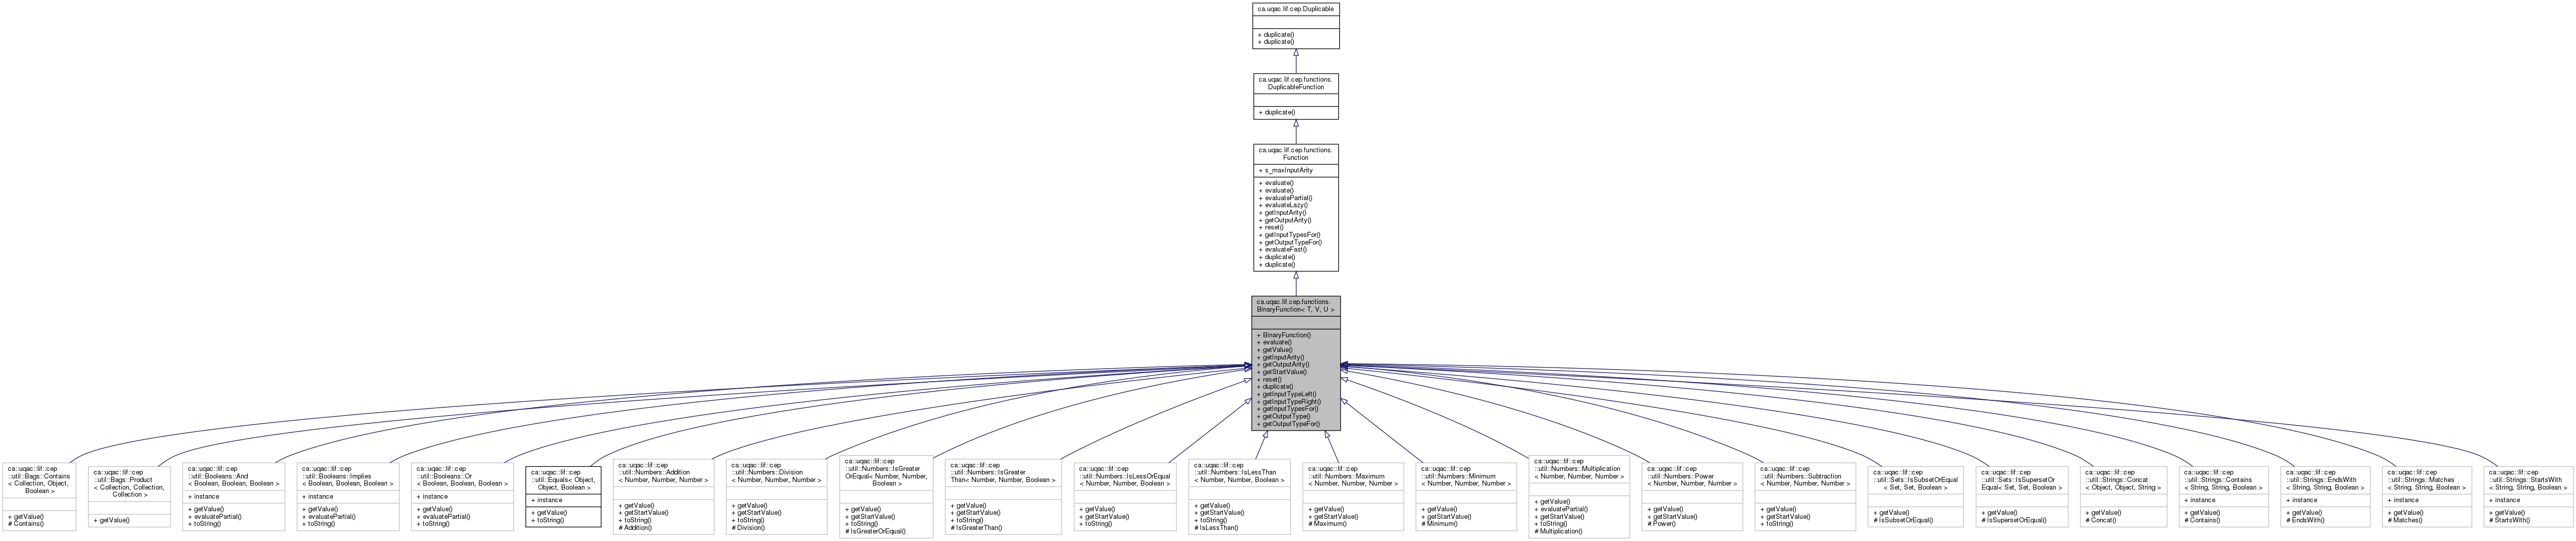 ca.uqac.lif.cep.Duplicable
+ duplicate()
+ duplicate()
ca.uqac.lif.cep.functions.
DuplicableFunction
+ duplicate()
ca.uqac.lif.cep.functions.
Function
+ s_maxInputArity
+ evaluate()
+ evaluate()
+ evaluatePartial()
+ evaluateLazy()
+ getInputArity()
+ getOutputArity()
+ reset()
+ getInputTypesFor()
+ getOutputTypeFor()
+ evaluateFast()
+ duplicate()
+ duplicate()
ca.uqac.lif.cep.functions.
BinaryFunction< T, V, U >
+ BinaryFunction()
+ evaluate()
+ getValue()
+ getInputArity()
+ getOutputArity()
+ getStartValue()
+ reset()
+ duplicate()
+ getInputTypeLeft()
+ getInputTypeRight()
+ getInputTypesFor()
+ getOutputType()
+ getOutputTypeFor()
ca::uqac::lif::cep
::util::Bags::Contains
< Collection, Object,
Boolean >
+ getValue()
# Contains()
ca::uqac::lif::cep
::util::Bags::Product
< Collection, Collection,
Collection >
+ getValue()
ca::uqac::lif::cep
::util::Booleans::And
< Boolean, Boolean, Boolean >
+ instance
+ getValue()
+ evaluatePartial()
+ toString()
ca::uqac::lif::cep
::util::Booleans::Implies
< Boolean, Boolean, Boolean >
+ instance
+ getValue()
+ evaluatePartial()
+ toString()
ca::uqac::lif::cep
::util::Booleans::Or
< Boolean, Boolean, Boolean >
+ instance
+ getValue()
+ evaluatePartial()
+ toString()
ca::uqac::lif::cep
::util::Equals< Object,
Object, Boolean >
+ instance
+ getValue()
+ toString()
ca::uqac::lif::cep
::util::Numbers::Addition
< Number, Number, Number >
+ getValue()
+ getStartValue()
+ toString()
# Addition()
ca::uqac::lif::cep
::util::Numbers::Division
< Number, Number, Number >
+ getValue()
+ getStartValue()
+ toString()
# Division()
ca::uqac::lif::cep
::util::Numbers::IsGreater
OrEqual< Number, Number,
Boolean >
+ getValue()
+ getStartValue()
+ toString()
# IsGreaterOrEqual()
ca::uqac::lif::cep
::util::Numbers::IsGreater
Than< Number, Number, Boolean >
+ getValue()
+ getStartValue()
+ toString()
# IsGreaterThan()
ca::uqac::lif::cep
::util::Numbers::IsLessOrEqual
< Number, Number, Boolean >
+ getValue()
+ getStartValue()
+ toString()
ca::uqac::lif::cep
::util::Numbers::IsLessThan
< Number, Number, Boolean >
+ getValue()
+ getStartValue()
+ toString()
# IsLessThan()
ca::uqac::lif::cep
::util::Numbers::Maximum
< Number, Number, Number >
+ getValue()
+ getStartValue()
# Maximum()
ca::uqac::lif::cep
::util::Numbers::Minimum
< Number, Number, Number >
+ getValue()
+ getStartValue()
# Minimum()
ca::uqac::lif::cep
::util::Numbers::Multiplication
< Number, Number, Number >
+ getValue()
+ evaluatePartial()
+ getStartValue()
+ toString()
# Multiplication()
ca::uqac::lif::cep
::util::Numbers::Power
< Number, Number, Number >
+ getValue()
+ getStartValue()
# Power()
ca::uqac::lif::cep
::util::Numbers::Subtraction
< Number, Number, Number >
+ getValue()
+ getStartValue()
+ toString()
ca::uqac::lif::cep
::util::Sets::IsSubsetOrEqual
< Set, Set, Boolean >
+ getValue()
# IsSubsetOrEqual()
ca::uqac::lif::cep
::util::Sets::IsSupersetOr
Equal< Set, Set, Boolean >
+ getValue()
# IsSupersetOrEqual()
ca::uqac::lif::cep
::util::Strings::Concat
< Object, Object, String >
+ getValue()
# Concat()
ca::uqac::lif::cep
::util::Strings::Contains
< String, String, Boolean >
+ instance
+ getValue()
# Contains()
ca::uqac::lif::cep
::util::Strings::EndsWith
< String, String, Boolean >
+ instance
+ getValue()
# EndsWith()
ca::uqac::lif::cep
::util::Strings::Matches
< String, String, Boolean >
+ instance
+ getValue()
# Matches()
ca::uqac::lif::cep
::util::Strings::StartsWith
< String, String, Boolean >
+ instance
+ getValue()
# StartsWith()